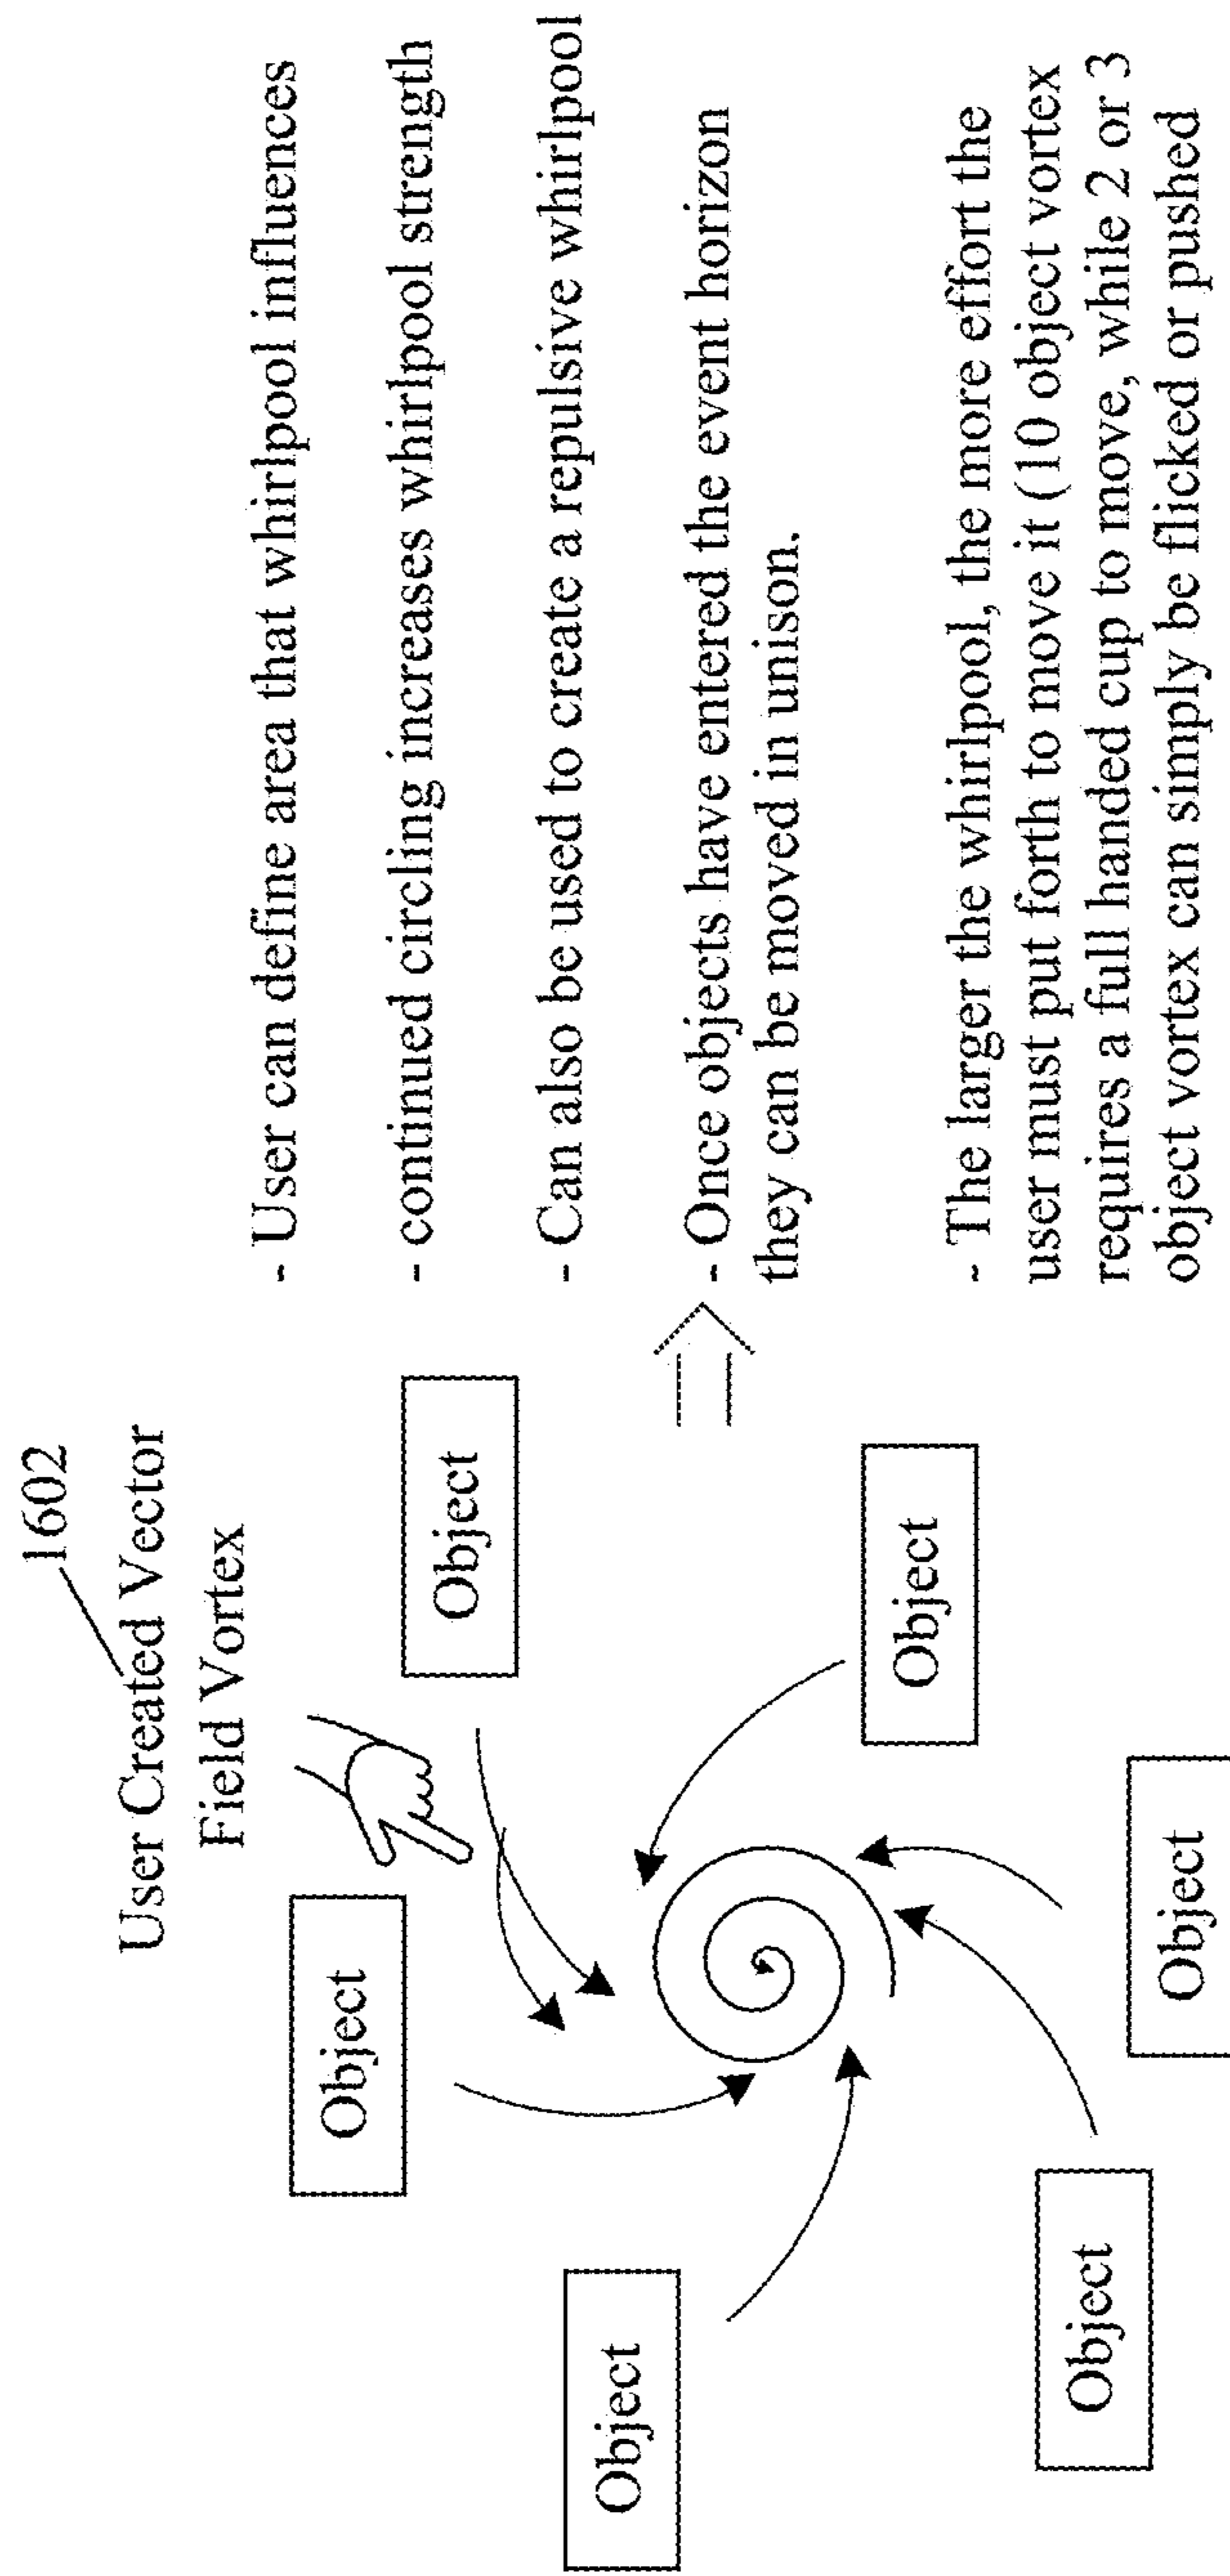 1602
User Created Vector
Field Vortex
Object
Object
Object
Object
Object
Object
- User can define area that whirlpool influences
- continued circling increases whirlpool strength
- Can also be used to create a repulsive whirlpool
- Once objects have entered the event horizon
they can be moved in unison.
- The larger the whirlpool, the more effort the
user must put forth to move it (10 object vortex
requires a full handed cup to move, while 2 or 3
object vortex can simply be flicked or pushed